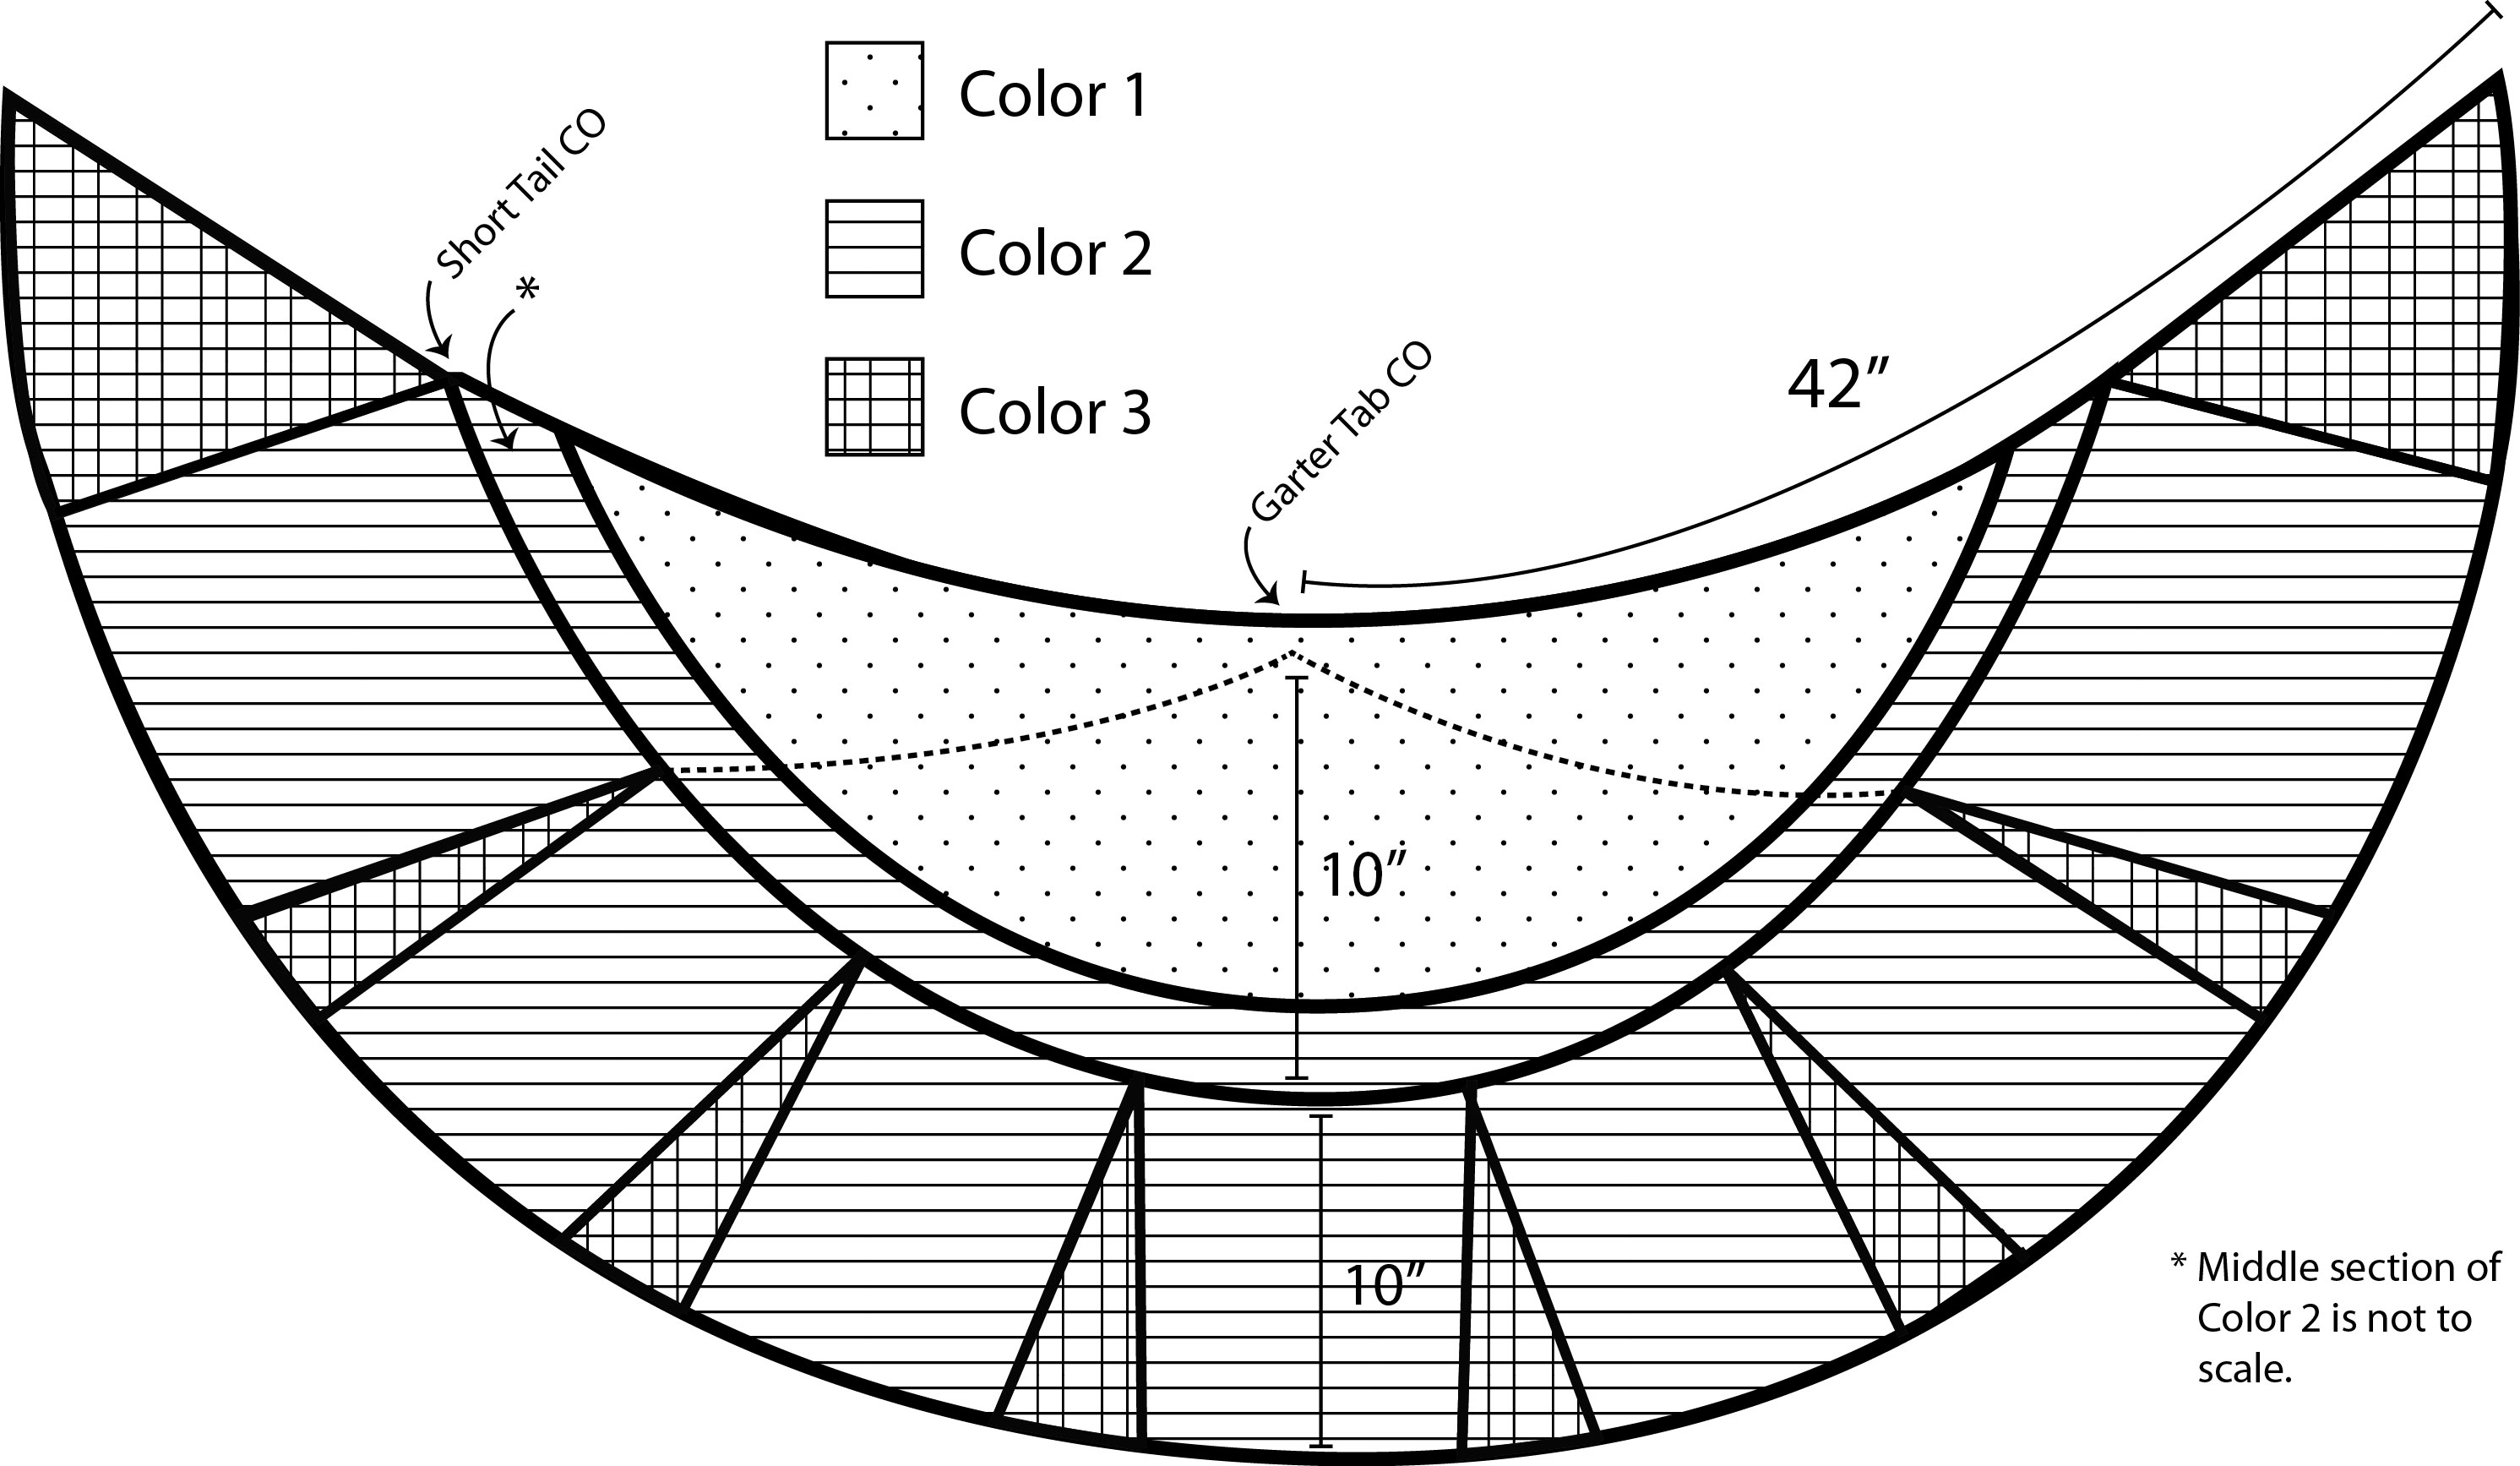 Color 1
Short Tail CO
*
Color 2
Color 3
Garter Tab CO
42”
10”
10”
* Middle section of
Color 2 is not to
scale.